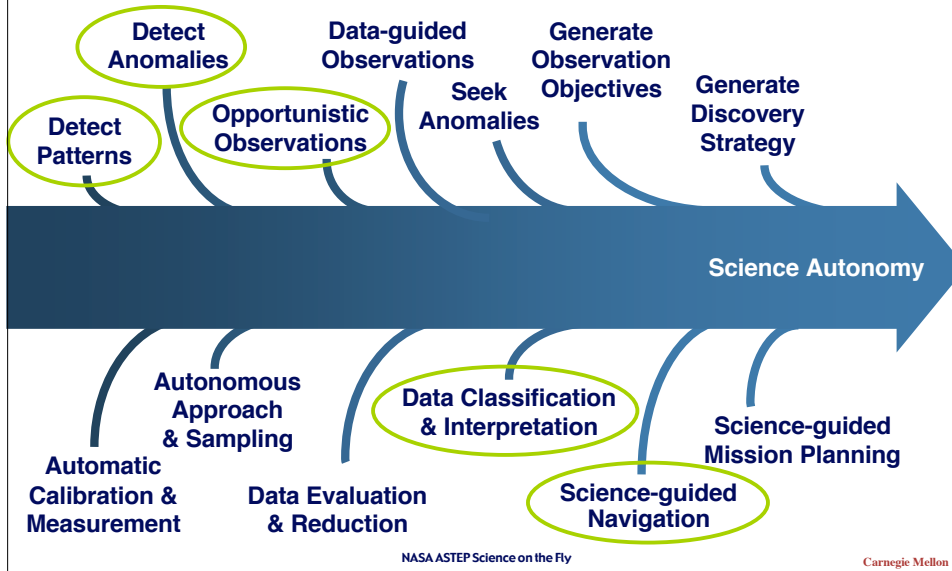 Detect
Anomalies
Data-guided
Observations
Generate
Observation
Objectives
Detect
Patterns
Opportunistic
Observations
Seek
Anomalies
Generate
Discovery
Strategy
Science Autonomy
Automatic
Calibration &
Measurement
Autonomous
Approach
& Sampling
Data Evaluation
& Reduction
Data Classification
& Interpretation
Science-guided
Navigation
Science-guided
Mission Planning
NASA ASTEP Science on the Fly
Carnegie Mellon